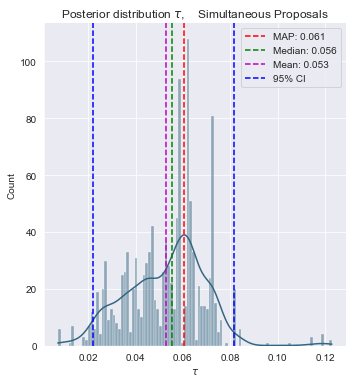 Posterior distribution τ, Simultaneous Proposals
MAP: 0.061
Median: 0.056
Mean: 0.053
95% CI
100
80
60
40
20
0
Count
0.02 0.04 0.06 0.08 0.10 0.12
τ